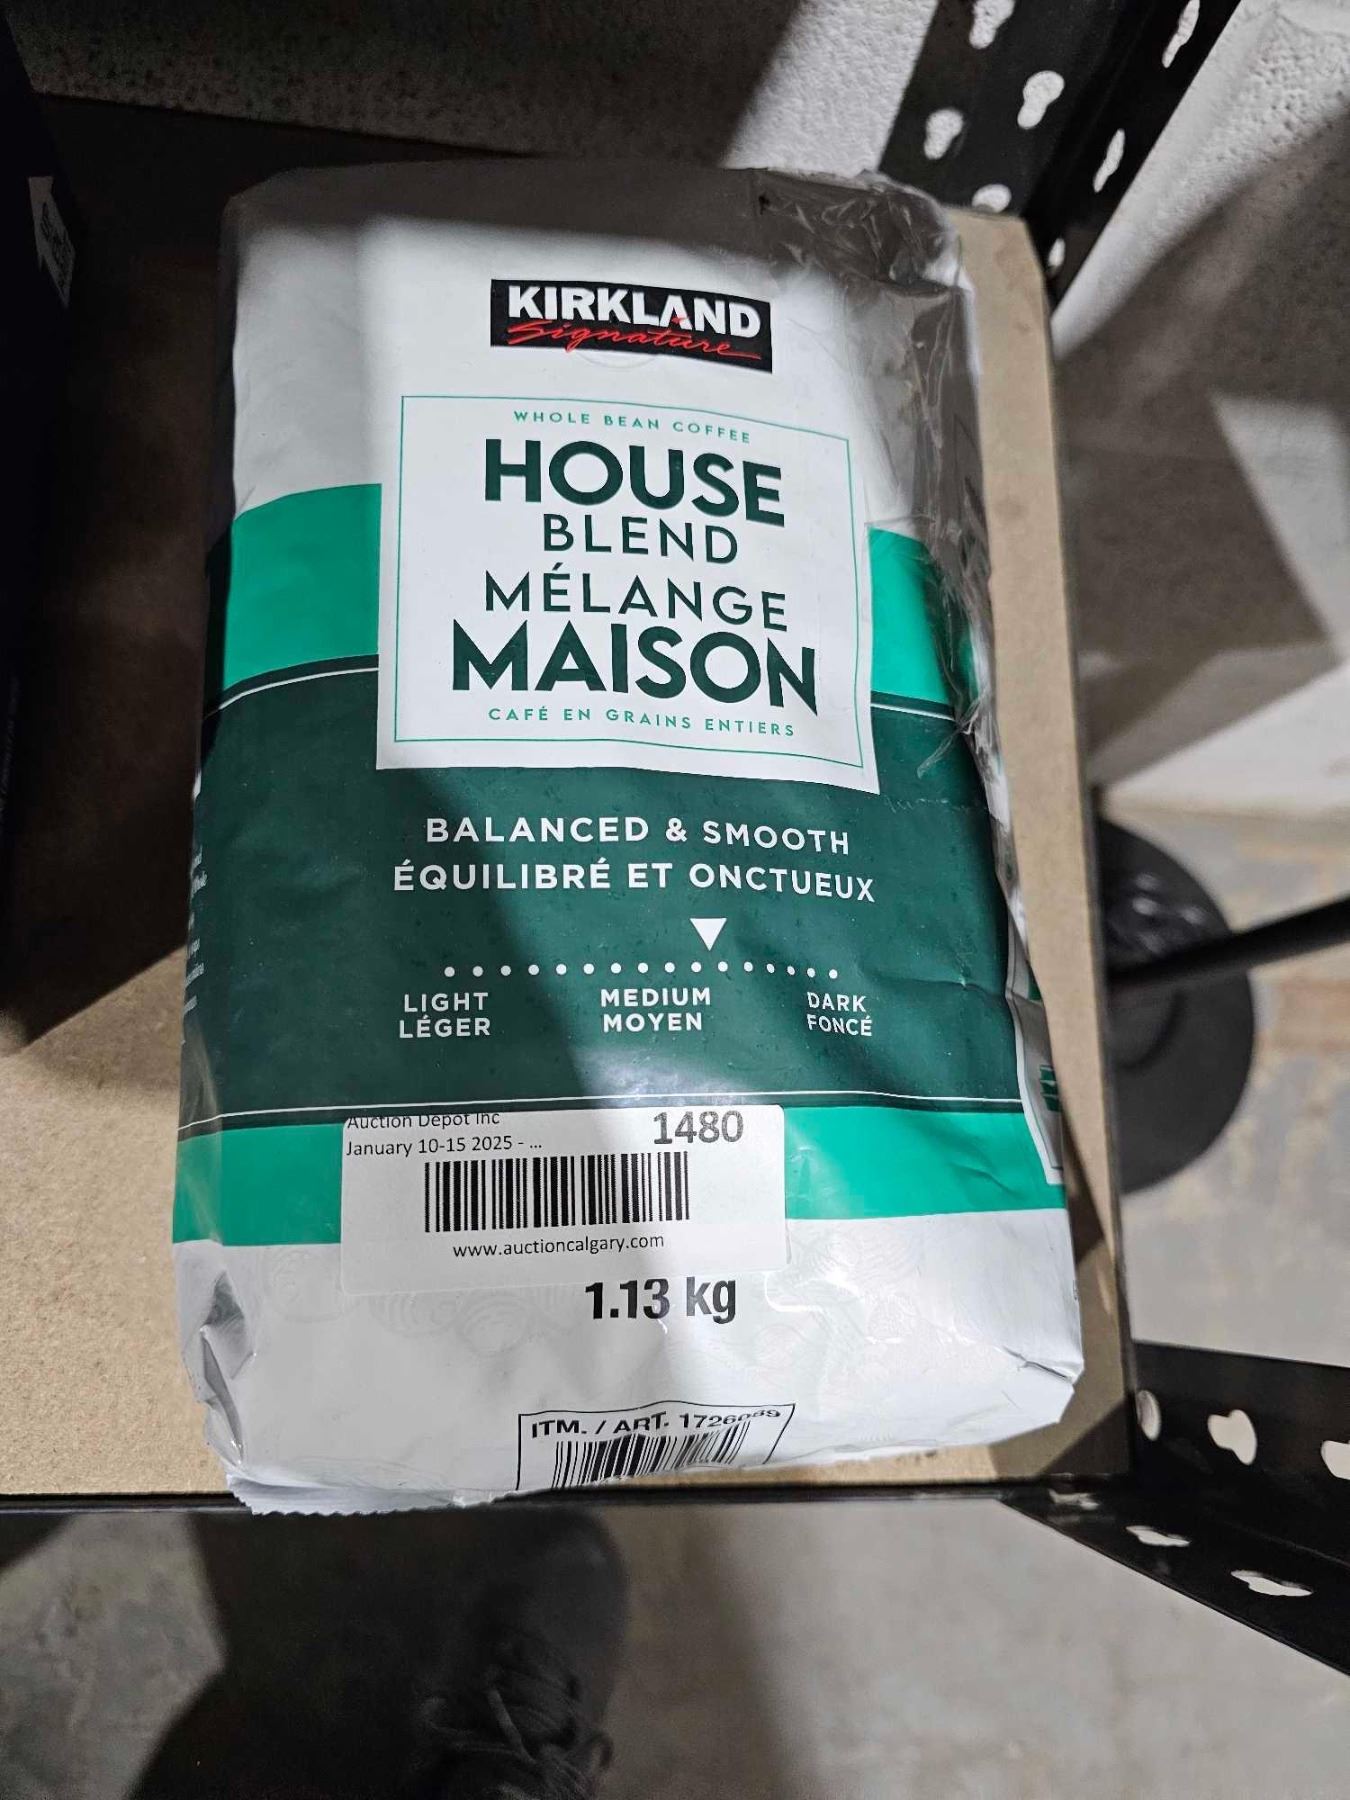 KIRKLAND
Signature
WHOLE BEAN COFFEE
HOUSE
BLEND
MÉLANGE
MAISON
CAFÉ EN GRAINS ENTIERS
BALANCED & SMOOTH
ÉQUILIBRÉ ET ONCTUEUX
LIGHT MEDIUM DARK
LÉGER MOYEN FONCÉ
Auction Depot Inc 1480
January 10-15 2025 - ...
www.auctioncalgary.com
1.13 kg
ITM. / ART.